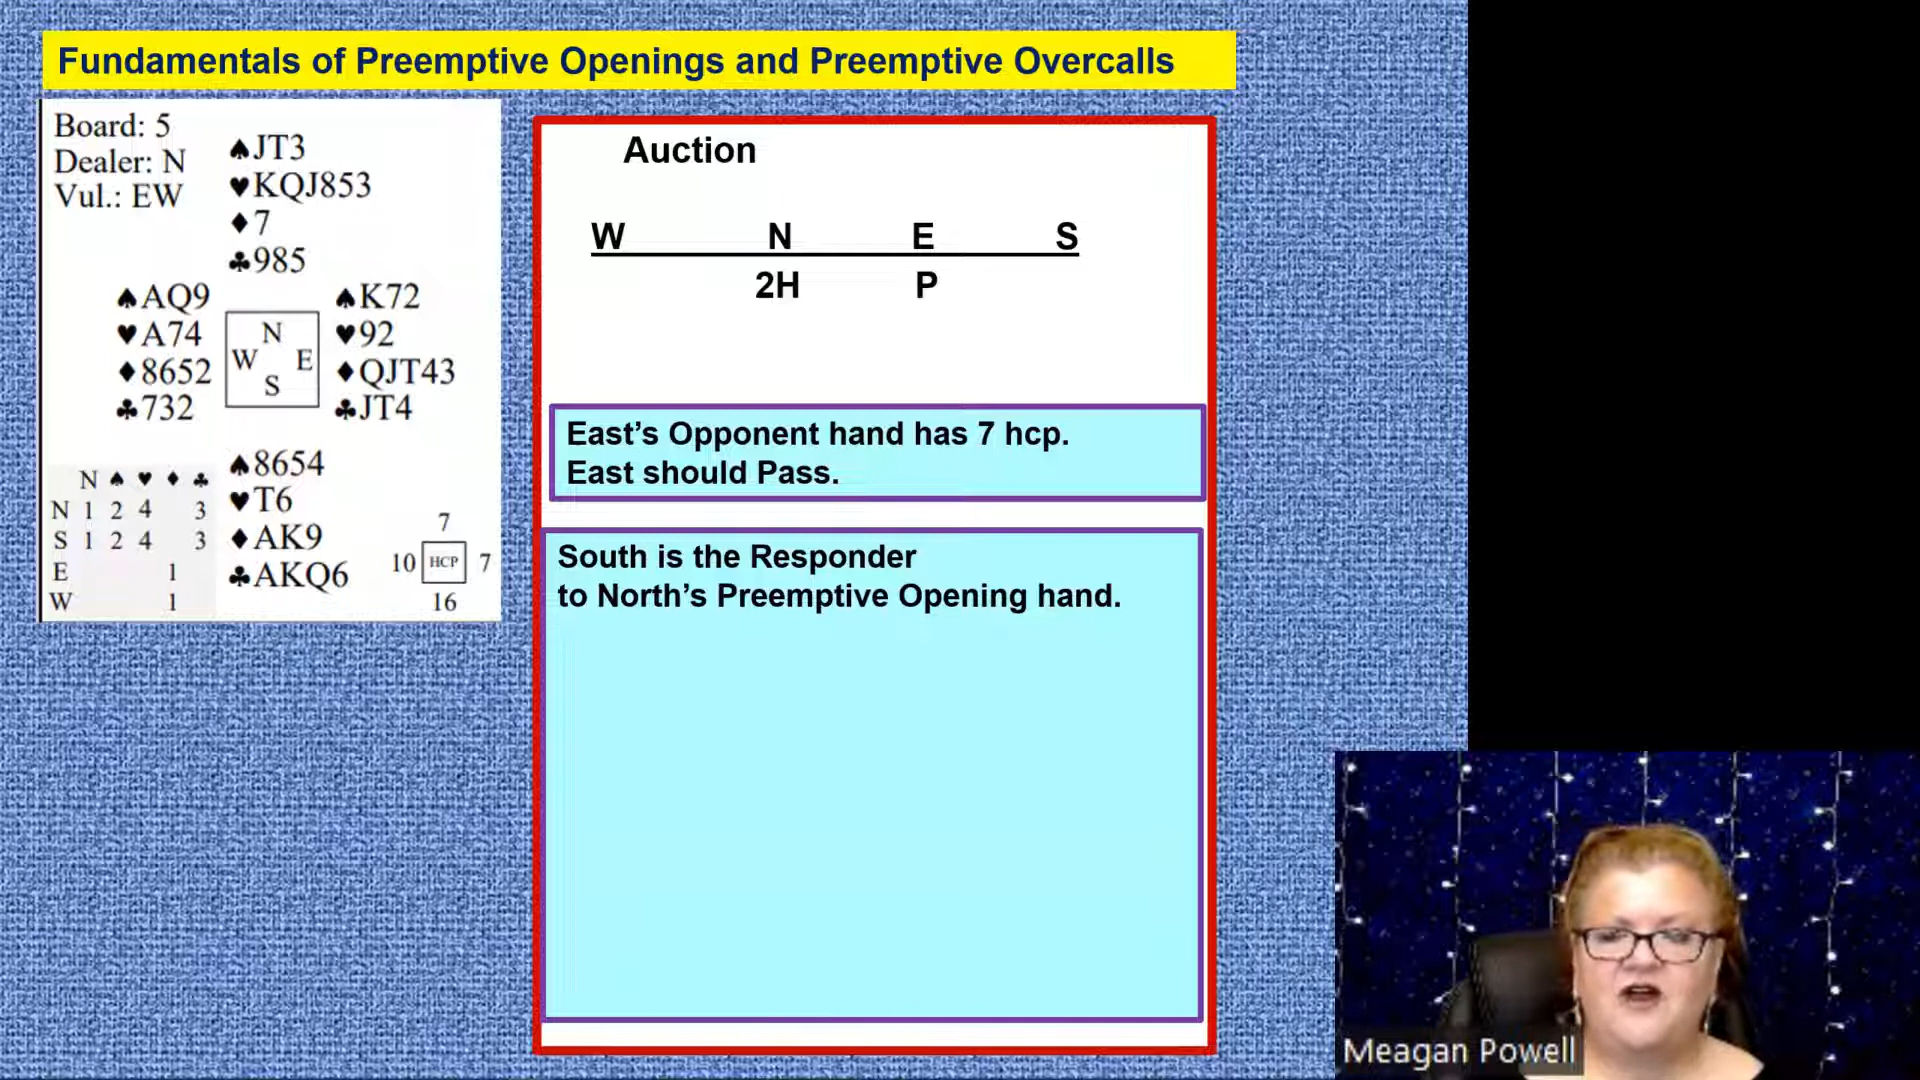 Fundamentals of Preemptive Openings and Preemptive Overcalls
Board: 5
Dealer: N
Vul.: EW
♠JT3
♥KQJ853
♦7
♣985
♠AQ9
♥A74
♦8652
♣732
N
W E
S
♠K72
♥92
♦QJT43
♣JT4
♠8654
♥T6
♦AK9
♣AKQ6
N ♠ ♥ ♦ ♣
N 1 2 4 3
S 1 2 4 3
E 1
W 1
7
10 HCP 7
16
Auction
W N E S
2H P
East’s Opponent hand has 7 hcp.
East should Pass.
South is the Responder
to North’s Preemptive Opening hand.
Meagan Powell